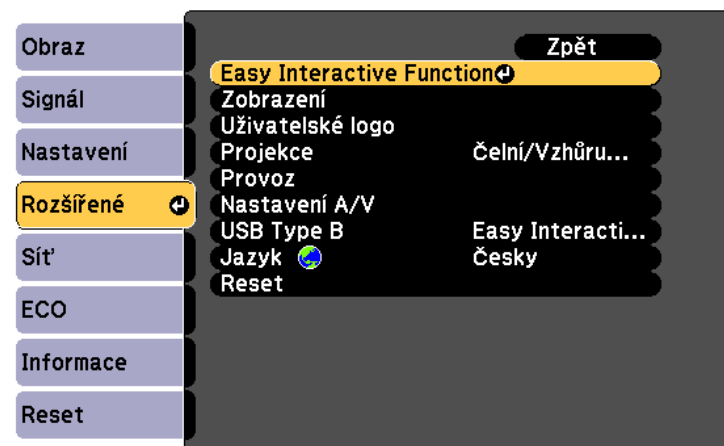 Obraz
Signál
Nastavení
Rozšířené
Síť
ECO
Informace
Reset
Zpět
Easy Interactive Function
Zobrazení
Uživatelské logo
Projekce Čelní/Vzhůru...
Provoz
Nastavení A/V
USB Type B Easy Interacti...
Jazyk Česky
Reset